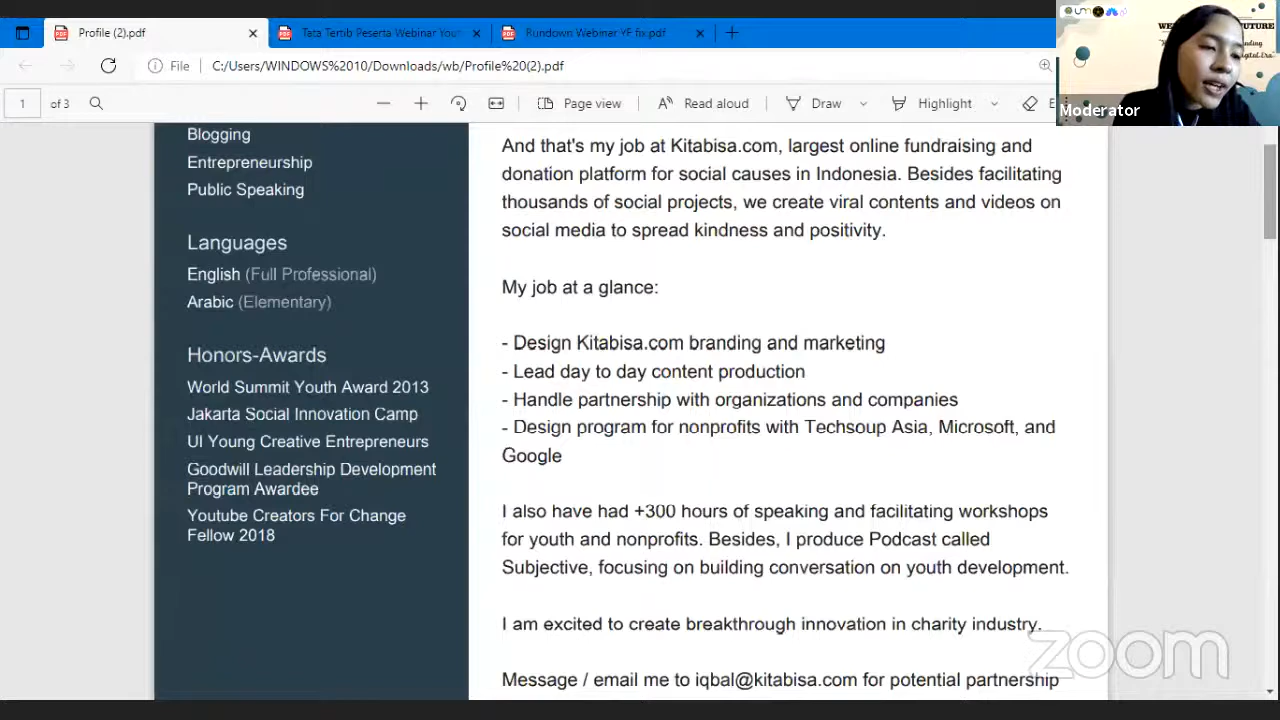 Profile (2).pdf
Tata Tertib Peserta Webinar You
Rundown Webinar YF fix.pdf
File
C:/Users/WINDOWS%2010/Downloads/wb/Profile%20(2).pdf
1 of 3
Page view
Read aloud
Draw
Highlight
Moderator
Blogging
Entrepreneurship
Public Speaking
Languages
English (Full Professional)
Arabic (Elementary)
Honors-Awards
World Summit Youth Award 2013
Jakarta Social Innovation Camp
UI Young Creative Entrepreneurs
Goodwill Leadership Development
Program Awardee
Youtube Creators For Change
Fellow 2018
And that's my job at Kitabisa.com, largest online fundraising and
donation platform for social causes in Indonesia. Besides facilitating
thousands of social projects, we create viral contents and videos on
social media to spread kindness and positivity.
My job at a glance:
- Design Kitabisa.com branding and marketing
- Lead day to day content production
- Handle partnership with organizations and companies
- Design program for nonprofits with Techsoup Asia, Microsoft, and
Google
I also have had +300 hours of speaking and facilitating workshops
for youth and nonprofits. Besides, I produce Podcast called
Subjective, focusing on building conversation on youth development.
I am excited to create breakthrough innovation in charity industry.
Message / email me to iqbal@kitabisa.com for potential partnership
zoom